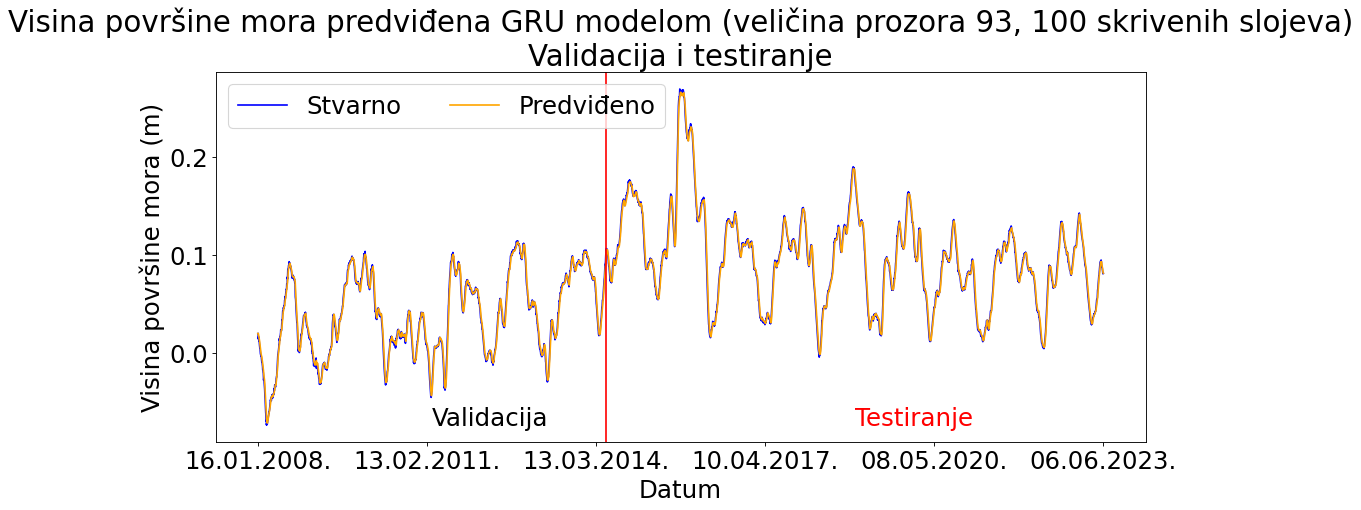 Visina površine mora predviđena GRU modelom (veličina prozora 93, 100 skrivenih slojeva)
Validacija i testiranje
Stvarno
Predviđeno
Visina površine mora (m)
0.2
0.1
0.0
Validacija
Testiranje
16.01.2008.
13.02.2011.
13.03.2014.
10.04.2017.
08.05.2020.
06.06.2023.
Datum